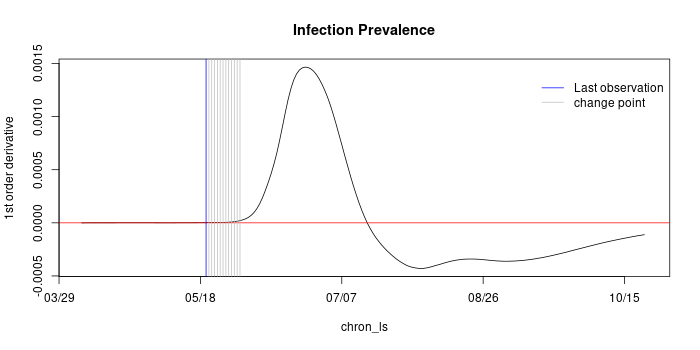 Infection Prevalence
1st order derivative
0.0015
0.0010
0.0005
0.0000
-0.0005
Last observation
change point
03/29
05/18
07/07
08/26
10/15
chron_ls